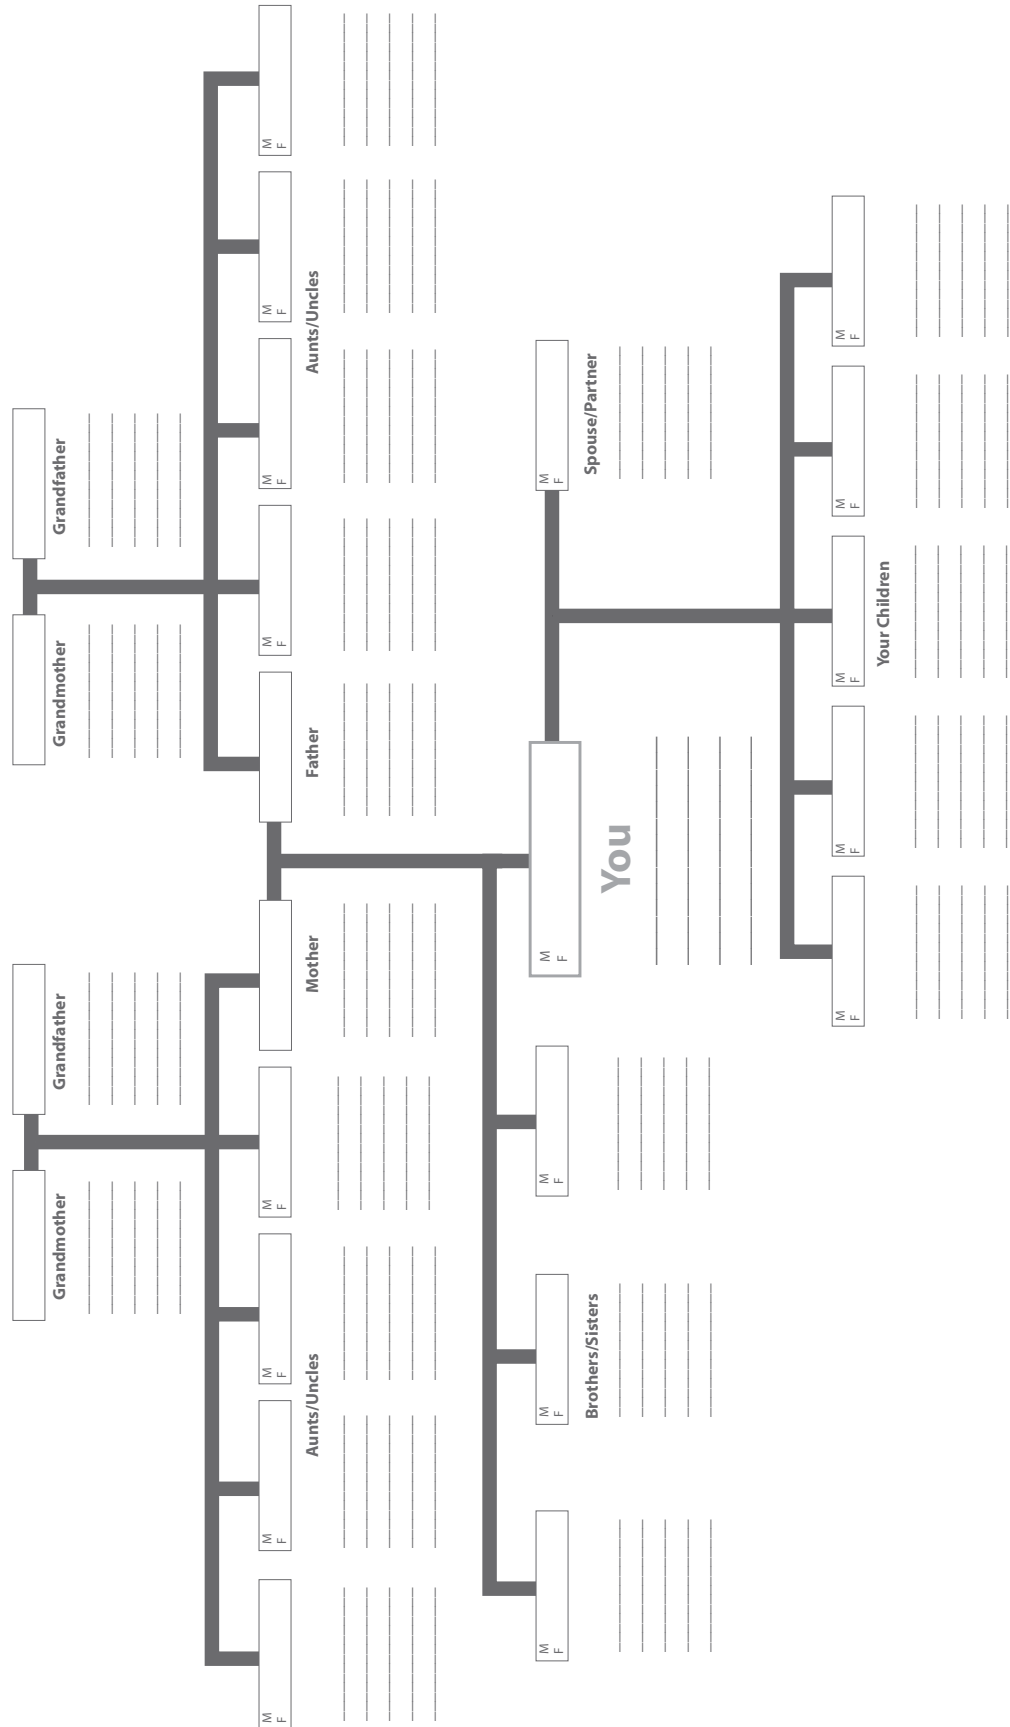 Grandmother Grandfather Grandmother Grandfather
M M M M M M M M
F F F F F F F F
Aunts/Uncles Mother Father Aunts/Uncles
M M M M M
F F F F F
Brothers/Sisters You Spouse/Partner
M M M M M
F F F F F
Your Children